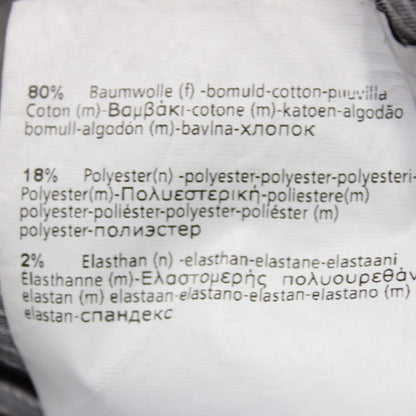 80% Baumwolle (f) -bomuld-cotton-puuvilla
Coton (m)-Βαμβάκι-cotone (m)-katoen-algodão
bomull-algodón (m)-bavlna-хлопок
18% Polyester(n) -polyester-polyester-polyesteri-
Polyester(m)-Πολυεστερική-poliestere(m)
polyester-poliéster-polyester-poliéster (m)
polyester-полиэстер
2% Elasthan (n) -elasthan-elastane-elastaani
Elasthanne (m)-Ελαστομερής πολυουρεθάν
elastan (m) elastaan-elastano-elastan-elastano (m)
elastan-спандекс